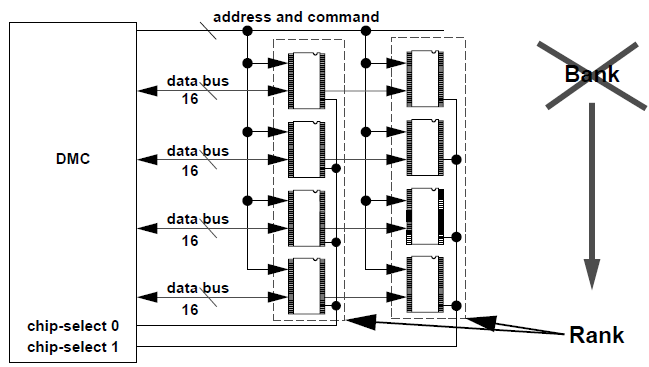 address and command
Bank
data bus
16
data bus
16
DMC
data bus
16
data bus
16
chip-select 0
chip-select 1
Rank